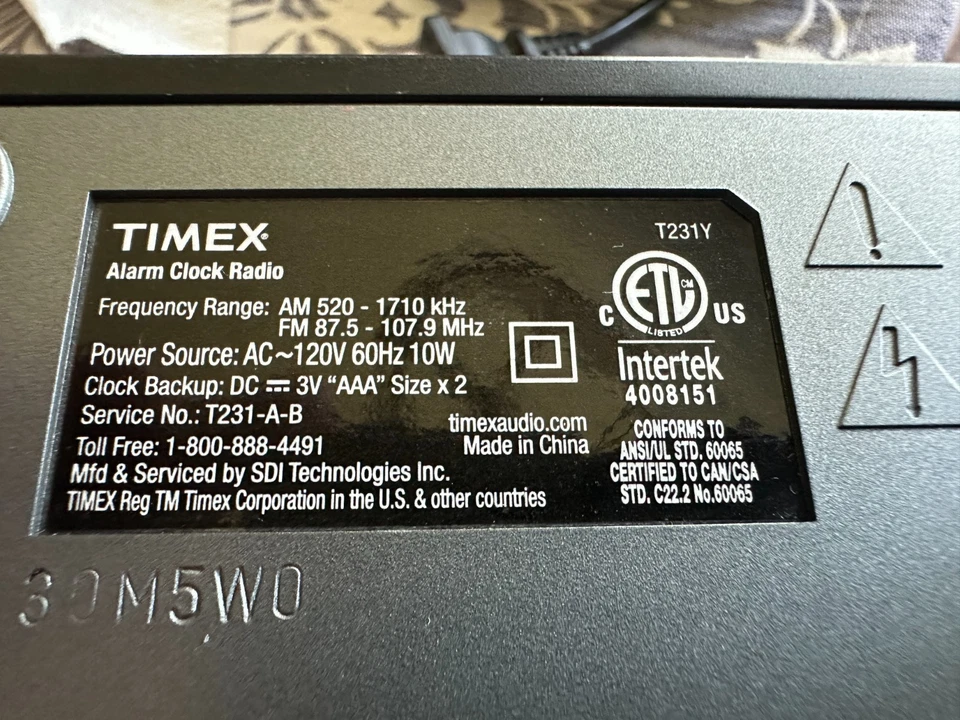 TIMEX®
T231Y
Alarm Clock Radio
Frequency Range: AM 520 - 1710 kHz
FM 87.5 - 107.9 MHz
Power Source: AC~120V 60Hz 10W
Clock Backup: DC ⎓ 3V “AAA” Size x 2
Service No.: T231-A-B
Toll Free: 1-800-888-4491
Mfd & Serviced by SDI Technologies Inc.
TIMEX Reg TM Timex Corporation in the U.S. & other countries
timexaudio.com
Made in China
C ETL CM US
LISTED
Intertek
4008151
CONFORMS TO
ANSI/UL STD. 60065
CERTIFIED TO CAN/CSA
STD. C22.2 No.60065